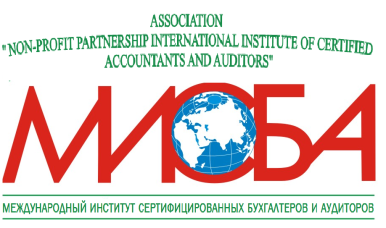 ASSOCIATION
"NON-PROFIT PARTNERSHIP INTERNATIONAL INSTITUTE OF CERTIFIED
ACCOUNTANTS AND AUDITORS"
МИСБА
МЕЖДУНАРОДНЫЙ ИНСТИТУТ СЕРТИФИЦИРОВАННЫХ БУХГАЛТЕРОВ И АУДИТОРОВ